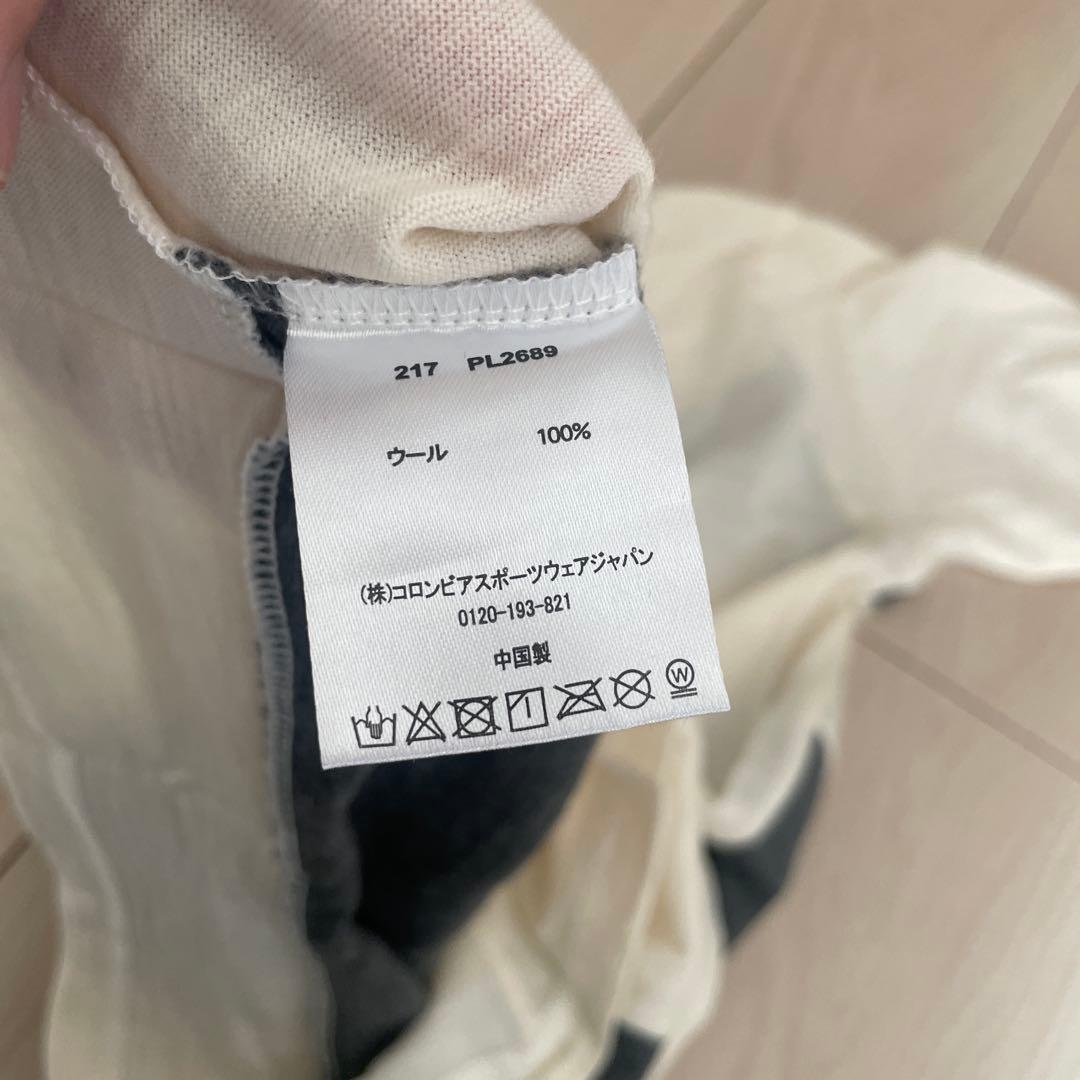 217 PL2689
ウール 100%
(株)コロンビアスポーツウェアジャパン
0120-193-821
中国製
W